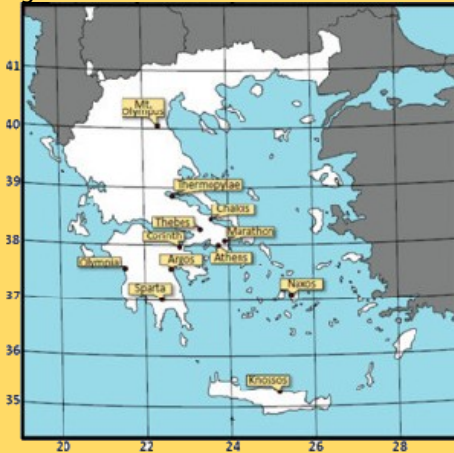 41
Mt.
Olympus
40
39
Thermopylae
Chalkis
Thebes
Marathon
Corinth
38
Athens
Olympia
Argos
Naxos
Sparta
37
36
Knossos
35
20 22 24 26 28